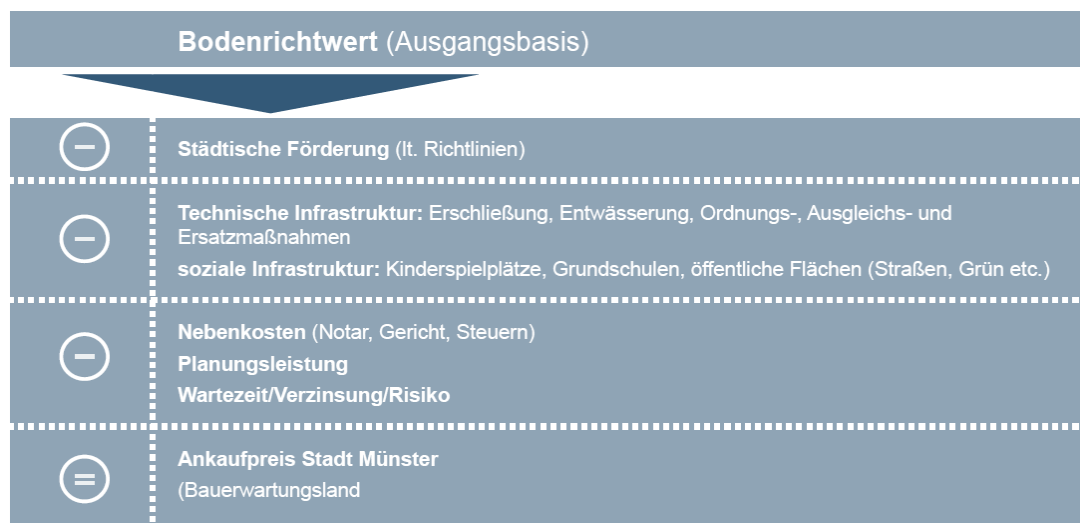 Bodenrichtwert (Ausgangsbasis)
Städtische Förderung (lt. Richtlinien)
Technische Infrastruktur: Erschließung, Entwässerung, Ordnungs-, Ausgleichs- und
Ersatzmaßnahmen
soziale Infrastruktur: Kinderspielplätze, Grundschulen, öffentliche Flächen (Straßen, Grün etc.)
Nebenkosten (Notar, Gericht, Steuern)
Planungsleistung
Wartezeit/Verzinsung/Risiko
Ankaufpreis Stadt Münster
(Bauerwartungsland